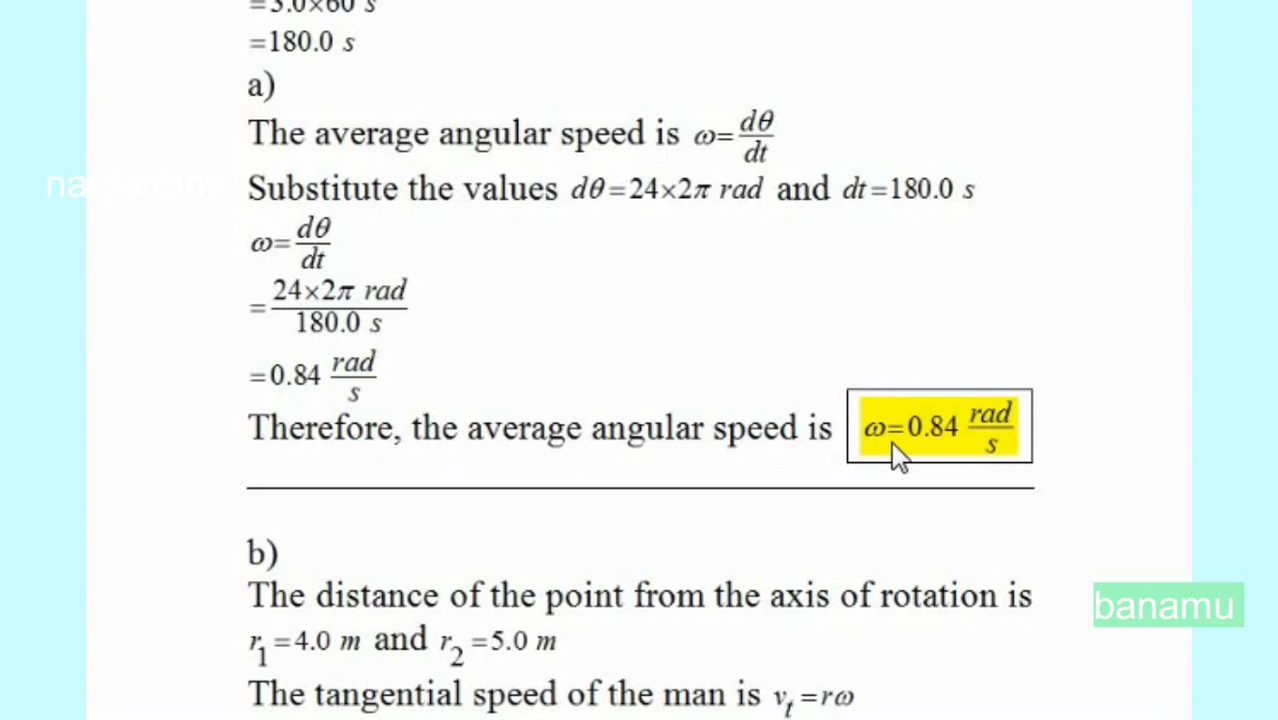 =3.0×60 s
=180.0 s
a)
The average angular speed is ω=dθ/dt
Substitute the values dθ=24×2π rad and dt=180.0 s
ω=dθ/dt
=24×2π rad/180.0 s
=0.84 rad/s
Therefore, the average angular speed is ω=0.84 rad/s
b)
The distance of the point from the axis of rotation is
r₁=4.0 m and r₂=5.0 m
banamu
The tangential speed of the man is vₜ=rω